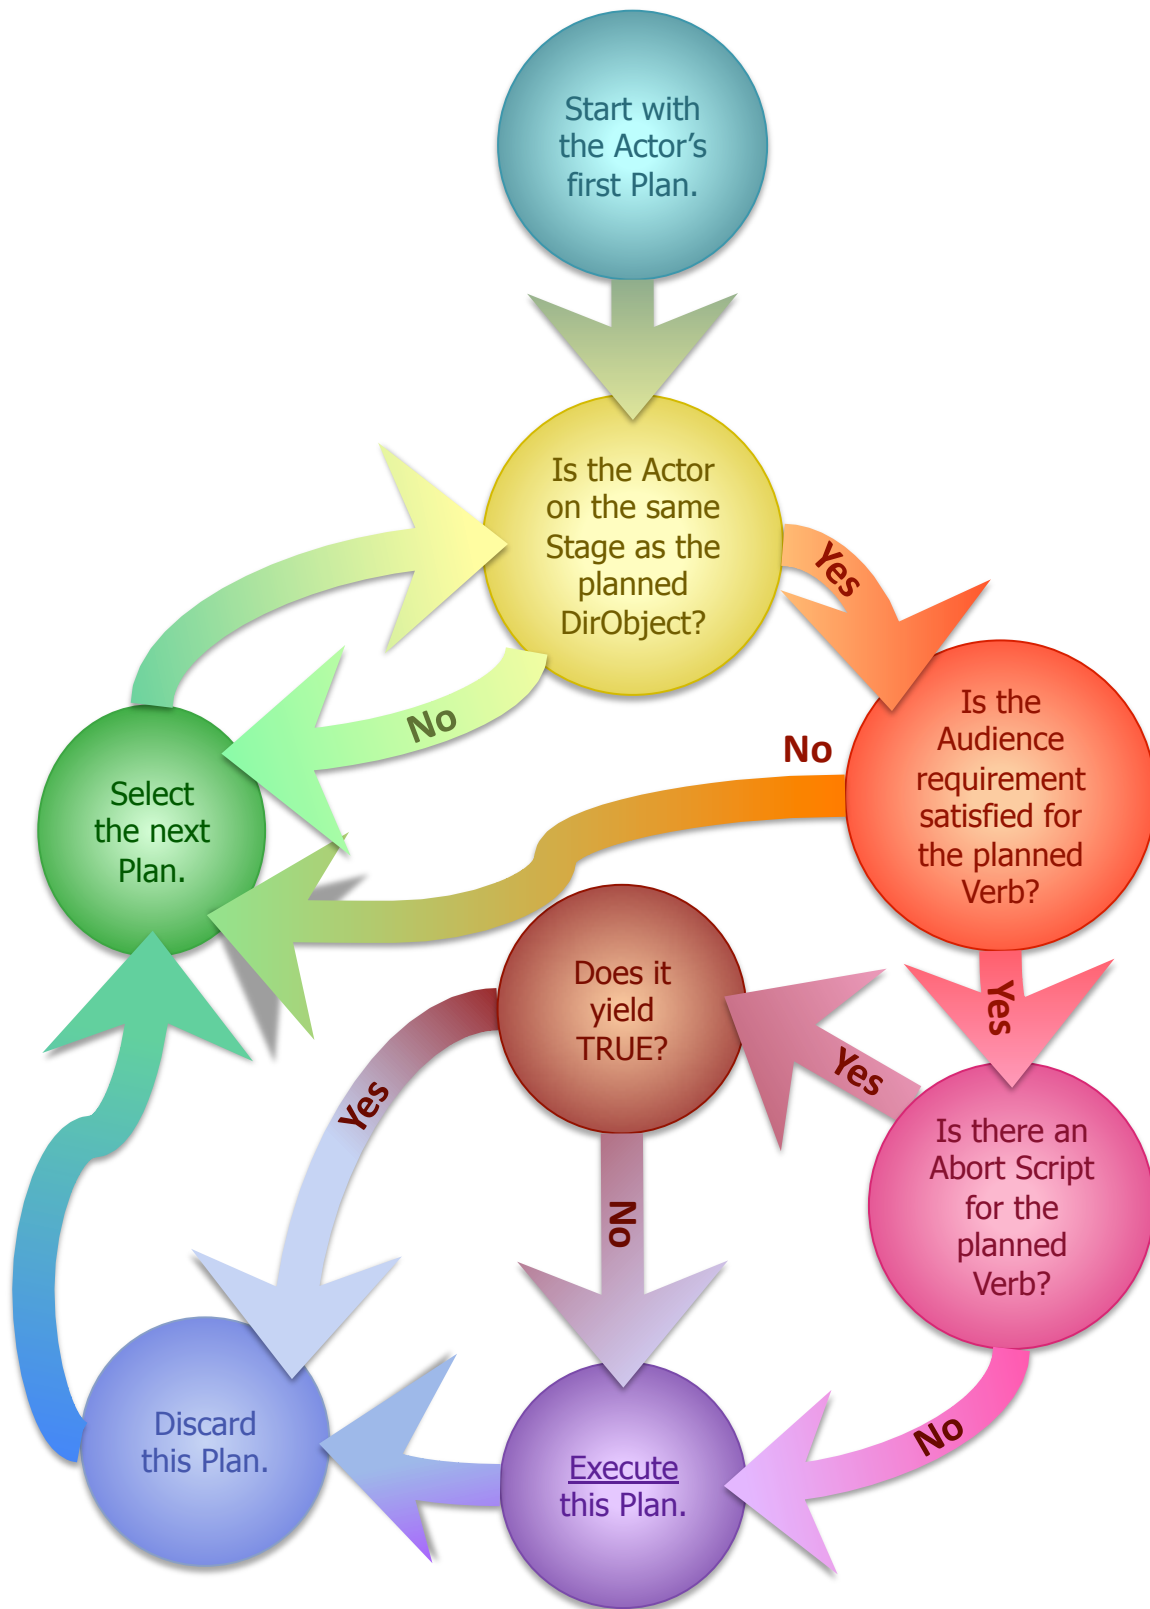 Start with
the Actor’s
first Plan.
Is the Actor
on the same
Stage as the
planned
DirObject?
Yes
No
Is the
Audience
requirement
satisfied for
the planned
Verb?
No
Select
the next
Plan.
Yes
Does it
yield
TRUE?
Yes
Yes
No
Is there an
Abort Script
for the
planned
Verb?
No
Discard
this Plan.
Execute
this Plan.